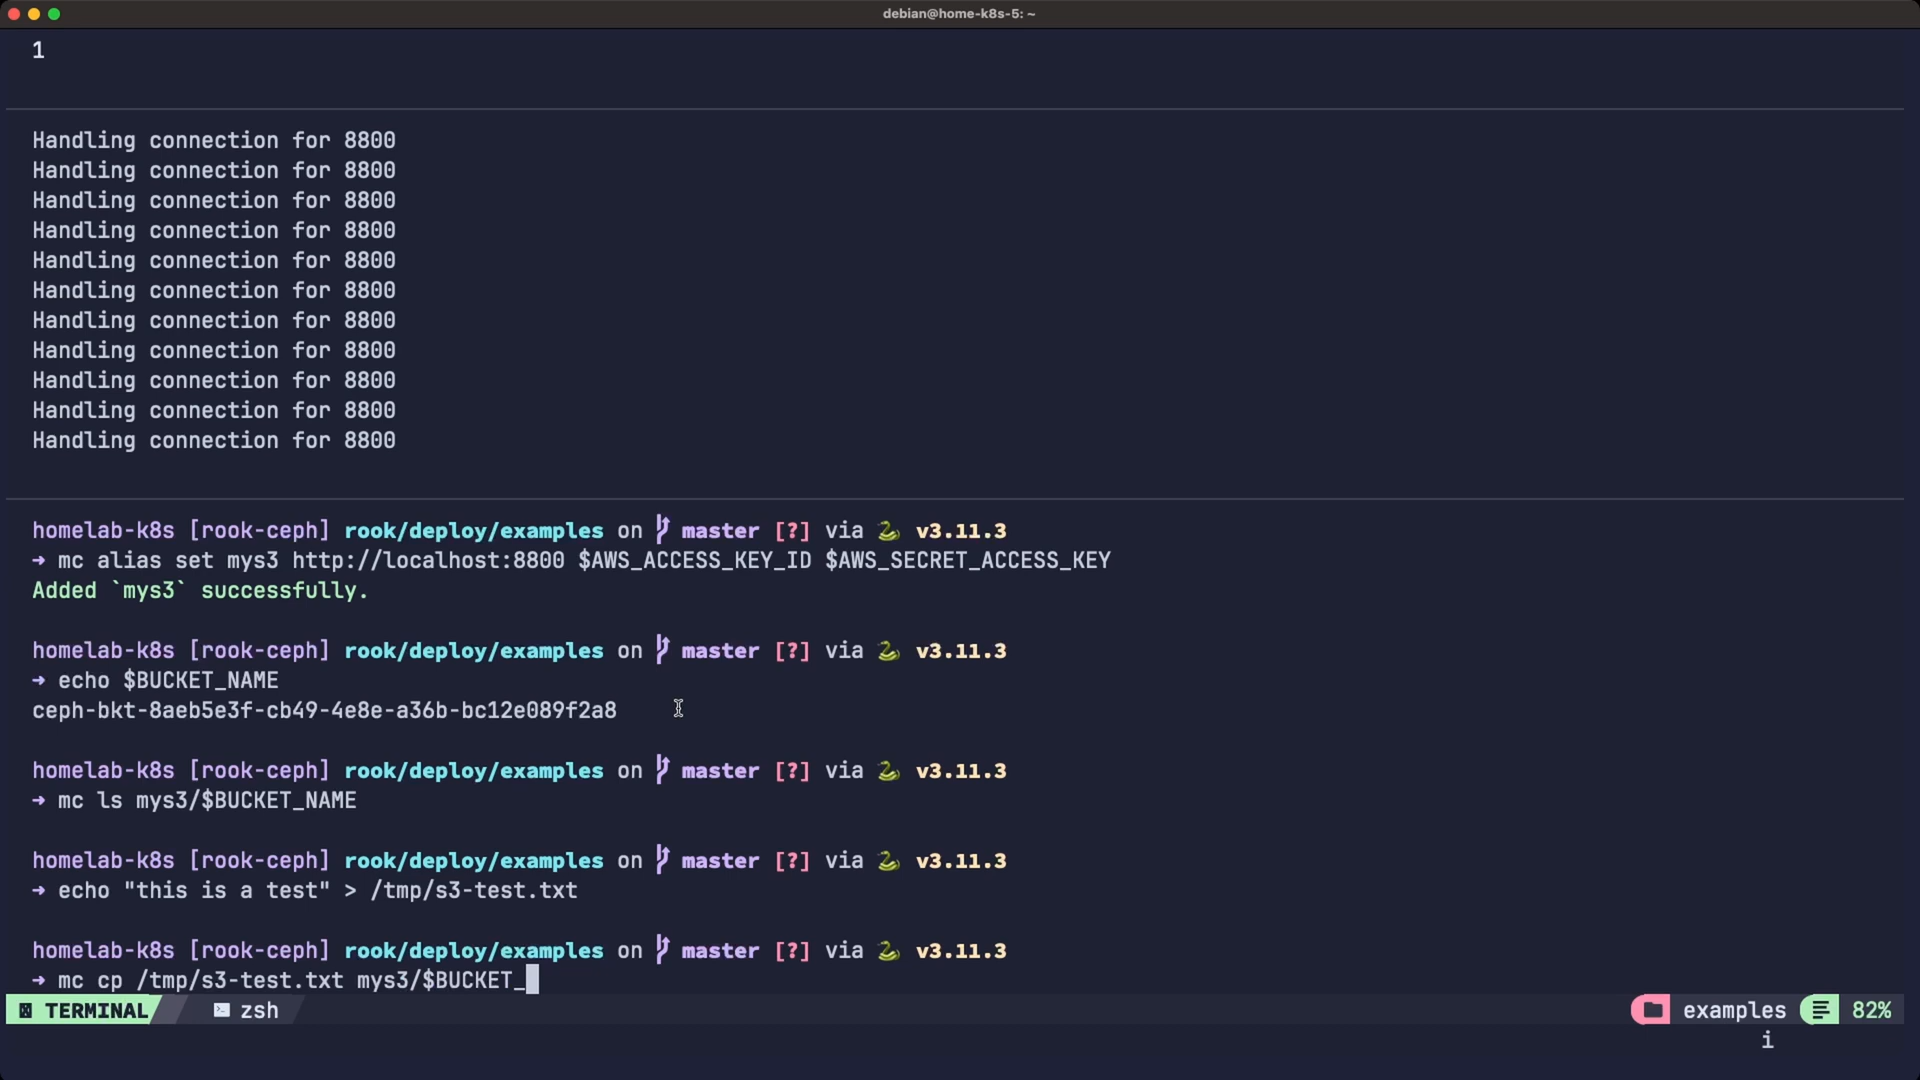 debian@home-k8s-5: ~
1
Handling connection for 8800
Handling connection for 8800
Handling connection for 8800
Handling connection for 8800
Handling connection for 8800
Handling connection for 8800
Handling connection for 8800
Handling connection for 8800
Handling connection for 8800
Handling connection for 8800
Handling connection for 8800
homelab-k8s [rook-ceph] rook/deploy/examples on master [?] via 🐍 v3.11.3
→ mc alias set mys3 http://localhost:8800 $AWS_ACCESS_KEY_ID $AWS_SECRET_ACCESS_KEY
Added `mys3` successfully.
homelab-k8s [rook-ceph] rook/deploy/examples on master [?] via 🐍 v3.11.3
→ echo $BUCKET_NAME
ceph-bkt-8aeb5e3f-cb49-4e8e-a36b-bc12e089f2a8
homelab-k8s [rook-ceph] rook/deploy/examples on master [?] via 🐍 v3.11.3
→ mc ls mys3/$BUCKET_NAME
homelab-k8s [rook-ceph] rook/deploy/examples on master [?] via 🐍 v3.11.3
→ echo "this is a test" > /tmp/s3-test.txt
homelab-k8s [rook-ceph] rook/deploy/examples on master [?] via 🐍 v3.11.3
→ mc cp /tmp/s3-test.txt mys3/$BUCKET_
TERMINAL zsh examples 82%
i